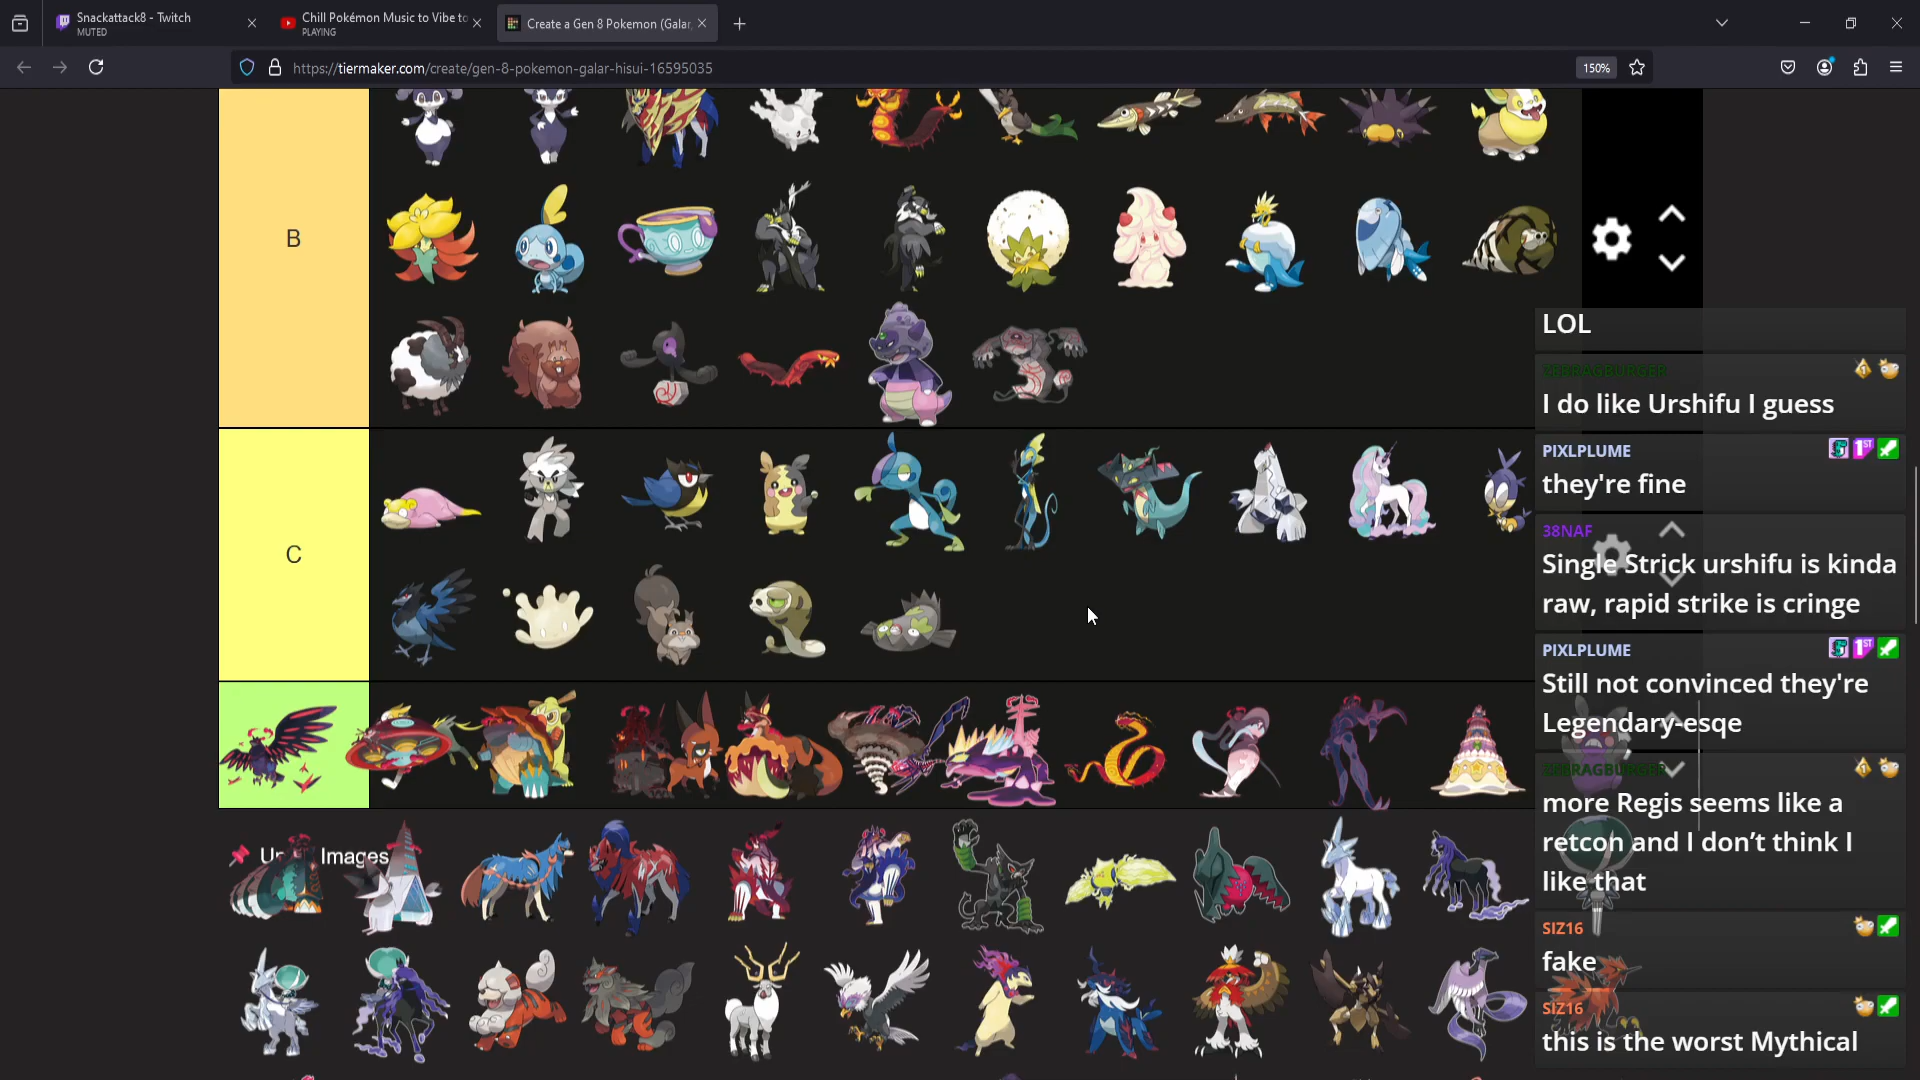 Snackattack8 - Twitch
MUTED
Chill Pokémon Music to Vibe to
PLAYING
Create a Gen 8 Pokemon (Galar,
https://tiermaker.com/create/gen-8-pokemon-galar-hisui-16595035
150%
B
C
Images
LOL
I do like Urshifu I guess
PIXLPLUME
they're fine
38NAF
Single Strick urshifu is kinda
raw, rapid strike is cringe
PIXLPLUME
Still not convinced they're
Legendary-esqe
more Regis seems like a
retcon and I don't think I
like that
SIZ16
fake
SIZ16
this is the worst Mythical